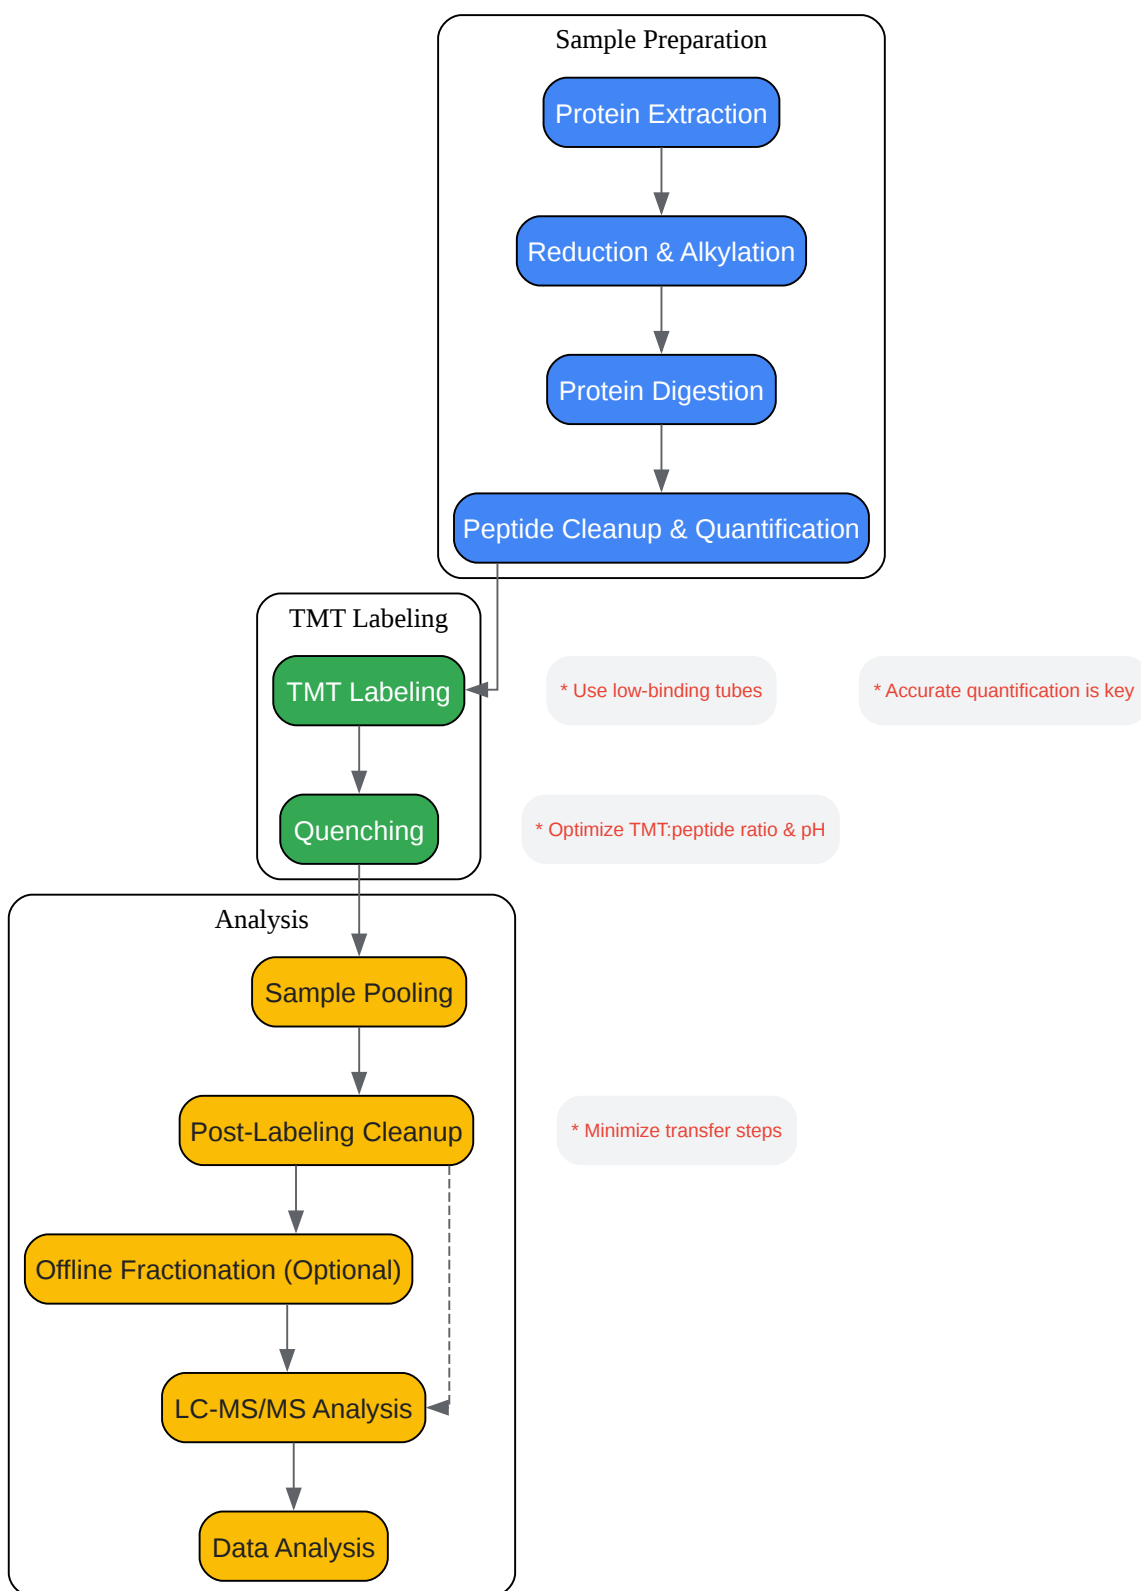 Sample Preparation
Protein Extraction
Reduction & Alkylation
Protein Digestion
Peptide Cleanup & Quantification
TMT Labeling
TMT Labeling
* Use low-binding tubes
* Accurate quantification is key
Quenching
* Optimize TMT:peptide ratio & pH
Analysis
Sample Pooling
Post-Labeling Cleanup
* Minimize transfer steps
Offline Fractionation (Optional)
LC-MS/MS Analysis
Data Analysis